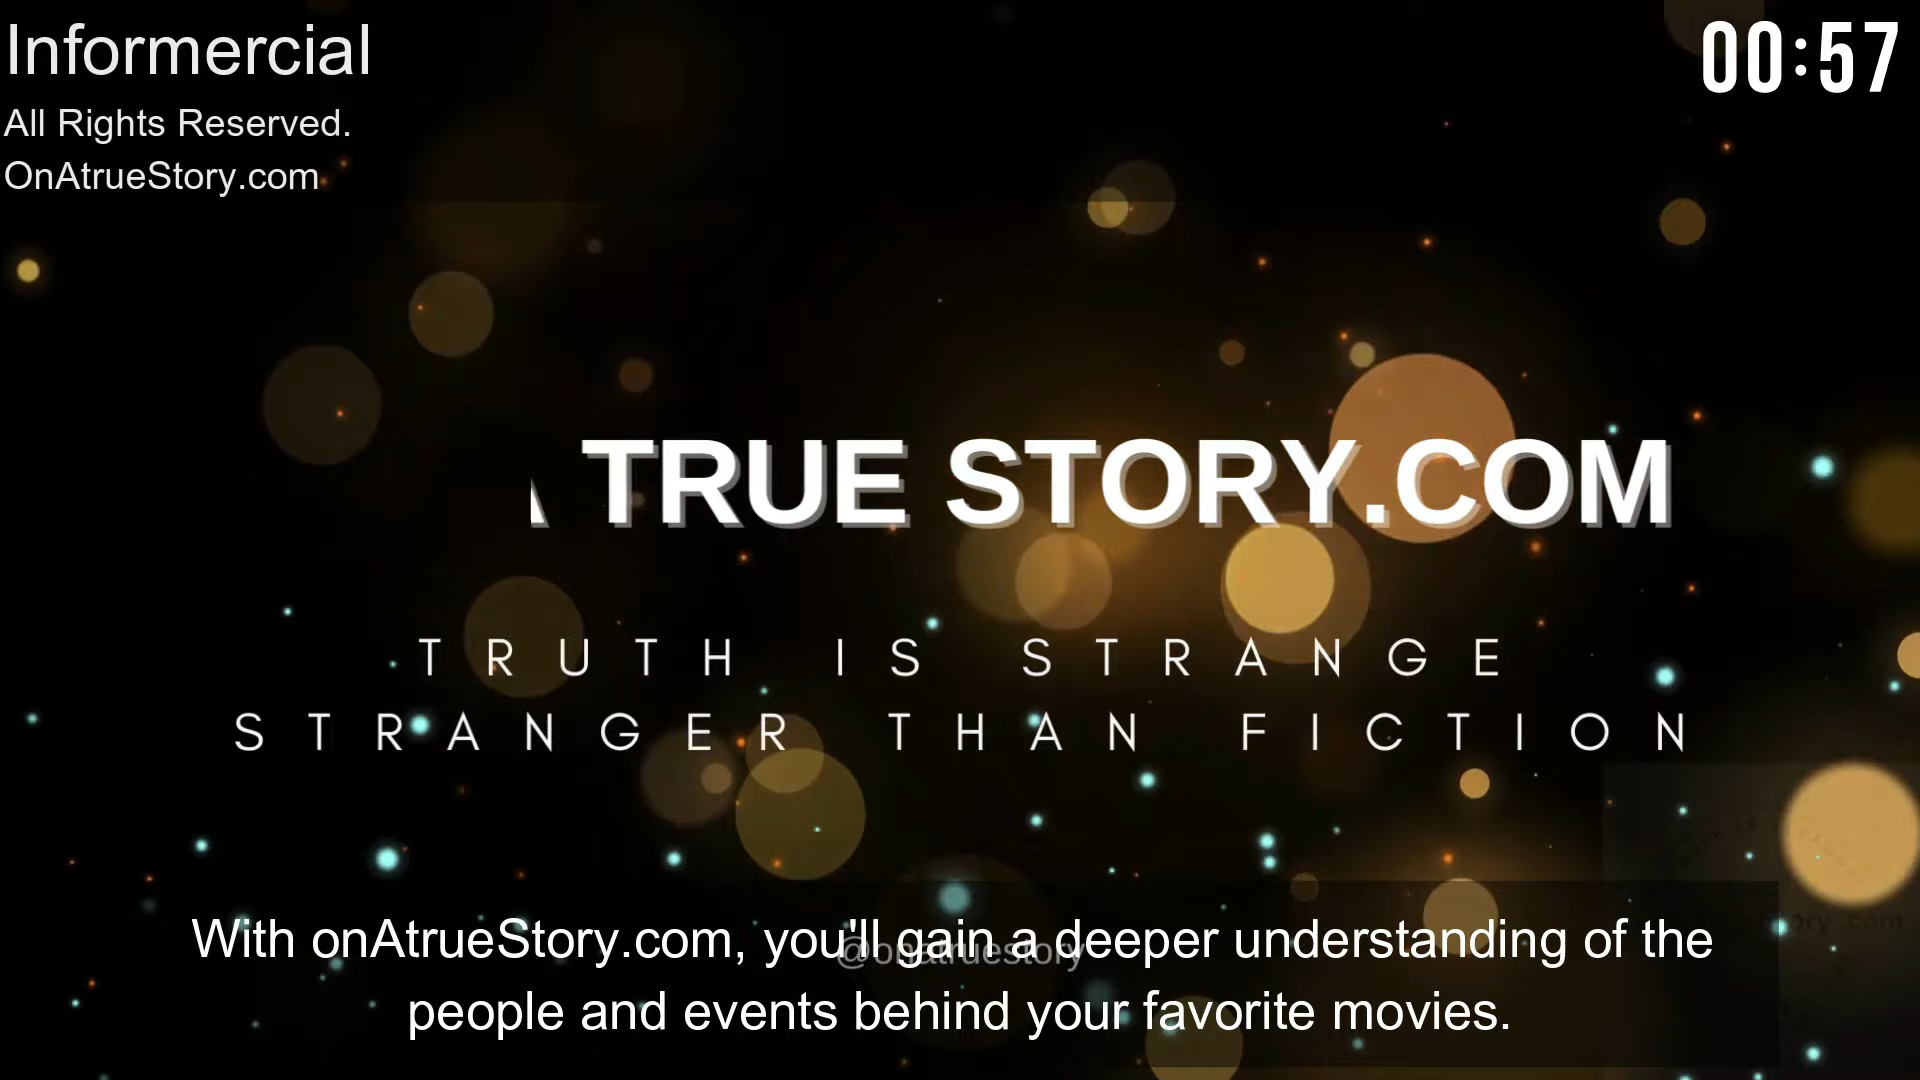 Informercial
All Rights Reserved.
OnAtrueStory.com
00:57
TRUE STORY.COM
TRUTH IS STRANGE
STRANGER THAN FICTION
With onAtrueStory.com, you'll gain a deeper understanding of the
@onatruestory
people and events behind your favorite movies.